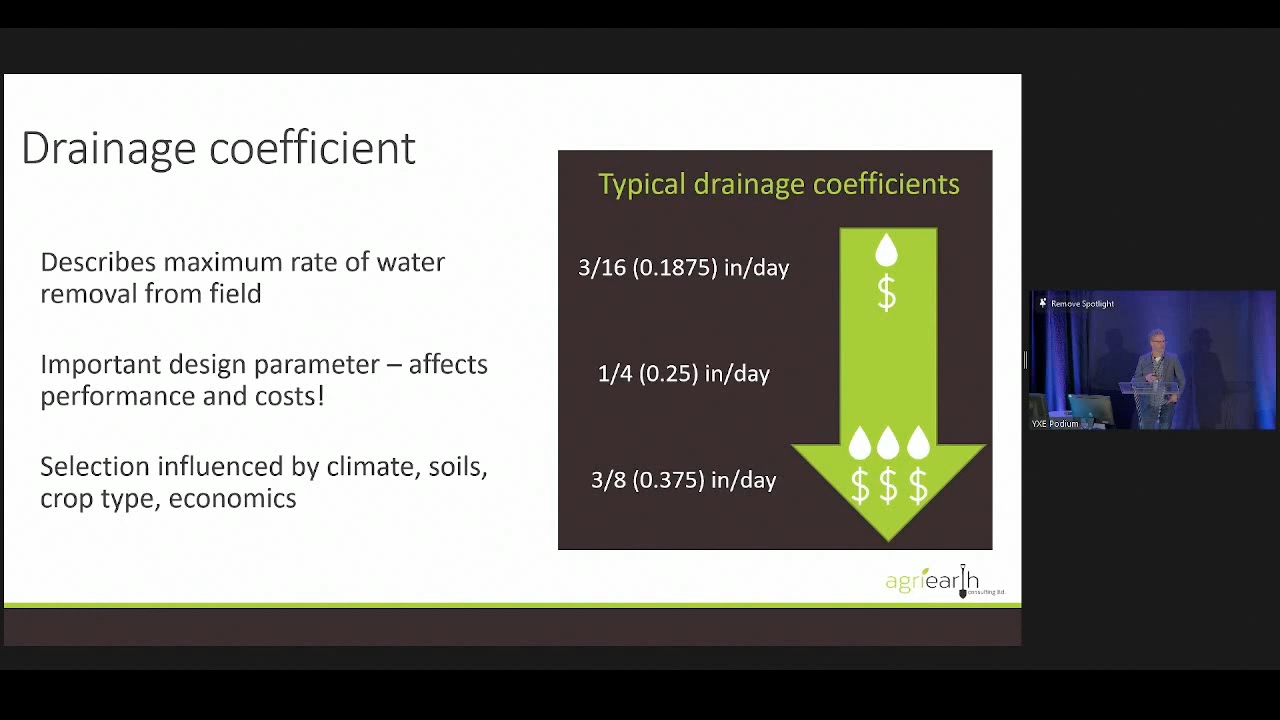 Drainage coefficient
Describes maximum rate of water
removal from field
Important design parameter – affects
performance and costs!
Selection influenced by climate, soils,
crop type, economics
Typical drainage coefficients
3/16 (0.1875) in/day
$
1/4 (0.25) in/day
3/8 (0.375) in/day
$ $ $
agriearth
consulting ltd
Remove Spotlight
YXE Podium